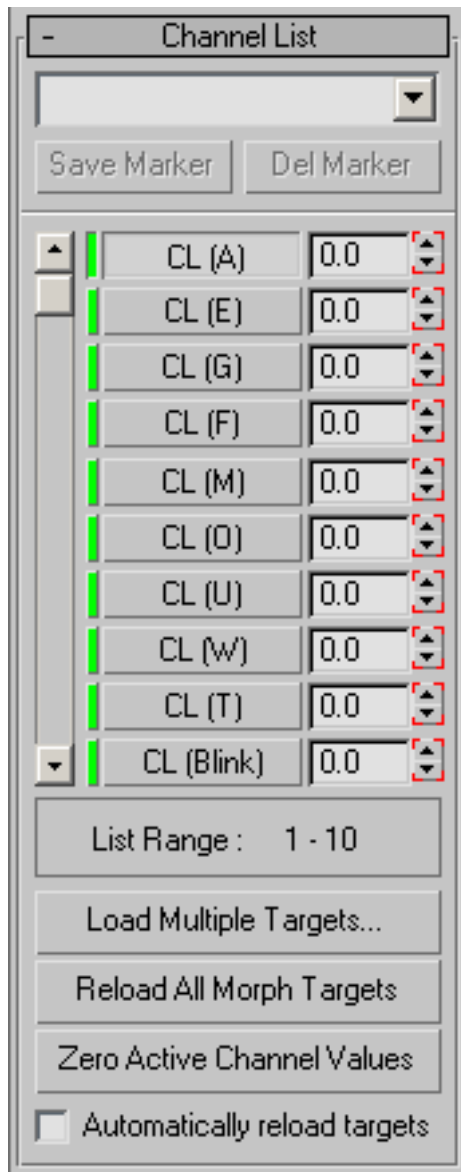 - Channel List
Save Marker Del Marker
CL (A) 0.0
CL (E) 0.0
CL (G) 0.0
CL (F) 0.0
CL (M) 0.0
CL (O) 0.0
CL (U) 0.0
CL (W) 0.0
CL (T) 0.0
CL (Blink) 0.0
List Range : 1 - 10
Load Multiple Targets...
Reload All Morph Targets
Zero Active Channel Values
Automatically reload targets